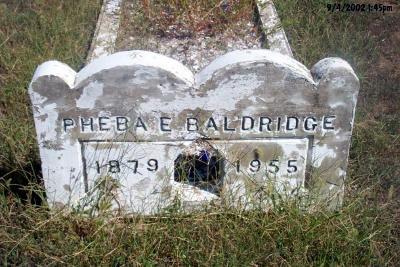 9/4/2002 1:45pm
PHEBA E. BALDRIDGE
1879 1955